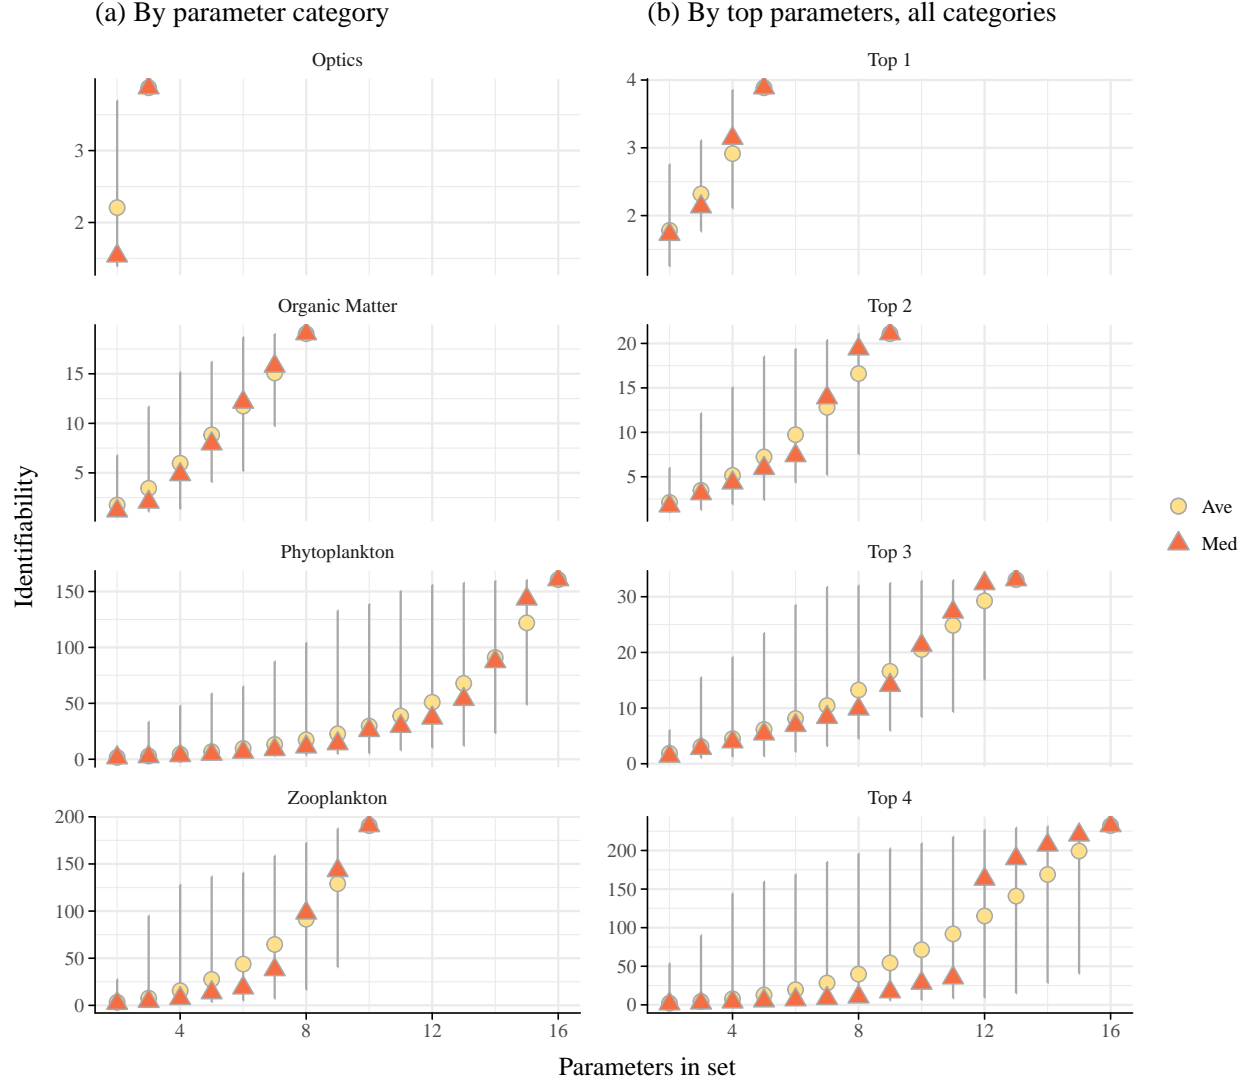 (a) By parameter category
(b) By top parameters, all categories
Optics
3
2
Top 1
4
3
2
Organic Matter
15
10
5
Top 2
20
15
10
5
Phytoplankton
150
100
50
0
Top 3
30
20
10
0
Zooplankton
200
150
100
50
0
4
8
12
16
Top 4
200
150
100
50
0
4
8
12
16
Identifiability
Parameters in set
Ave
Med